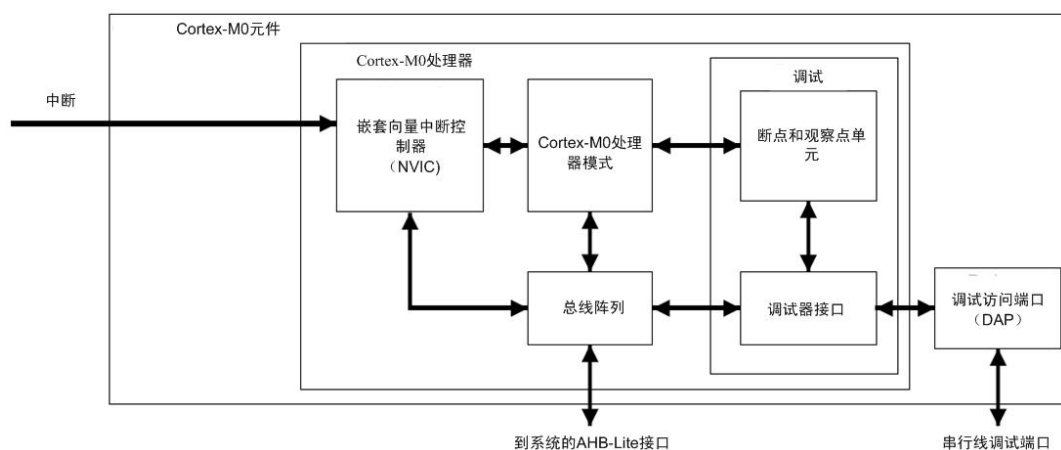 Cortex-M0元件
Cortex-M0处理器
调试
中断
嵌套向量中断控
制器
（NVIC)
Cortex-M0处理
器模式
断点和观察点单
元
总线阵列
调试器接口
调试访问端口
（DAP）
到系统的AHB-Lite接口
串行线调试端口